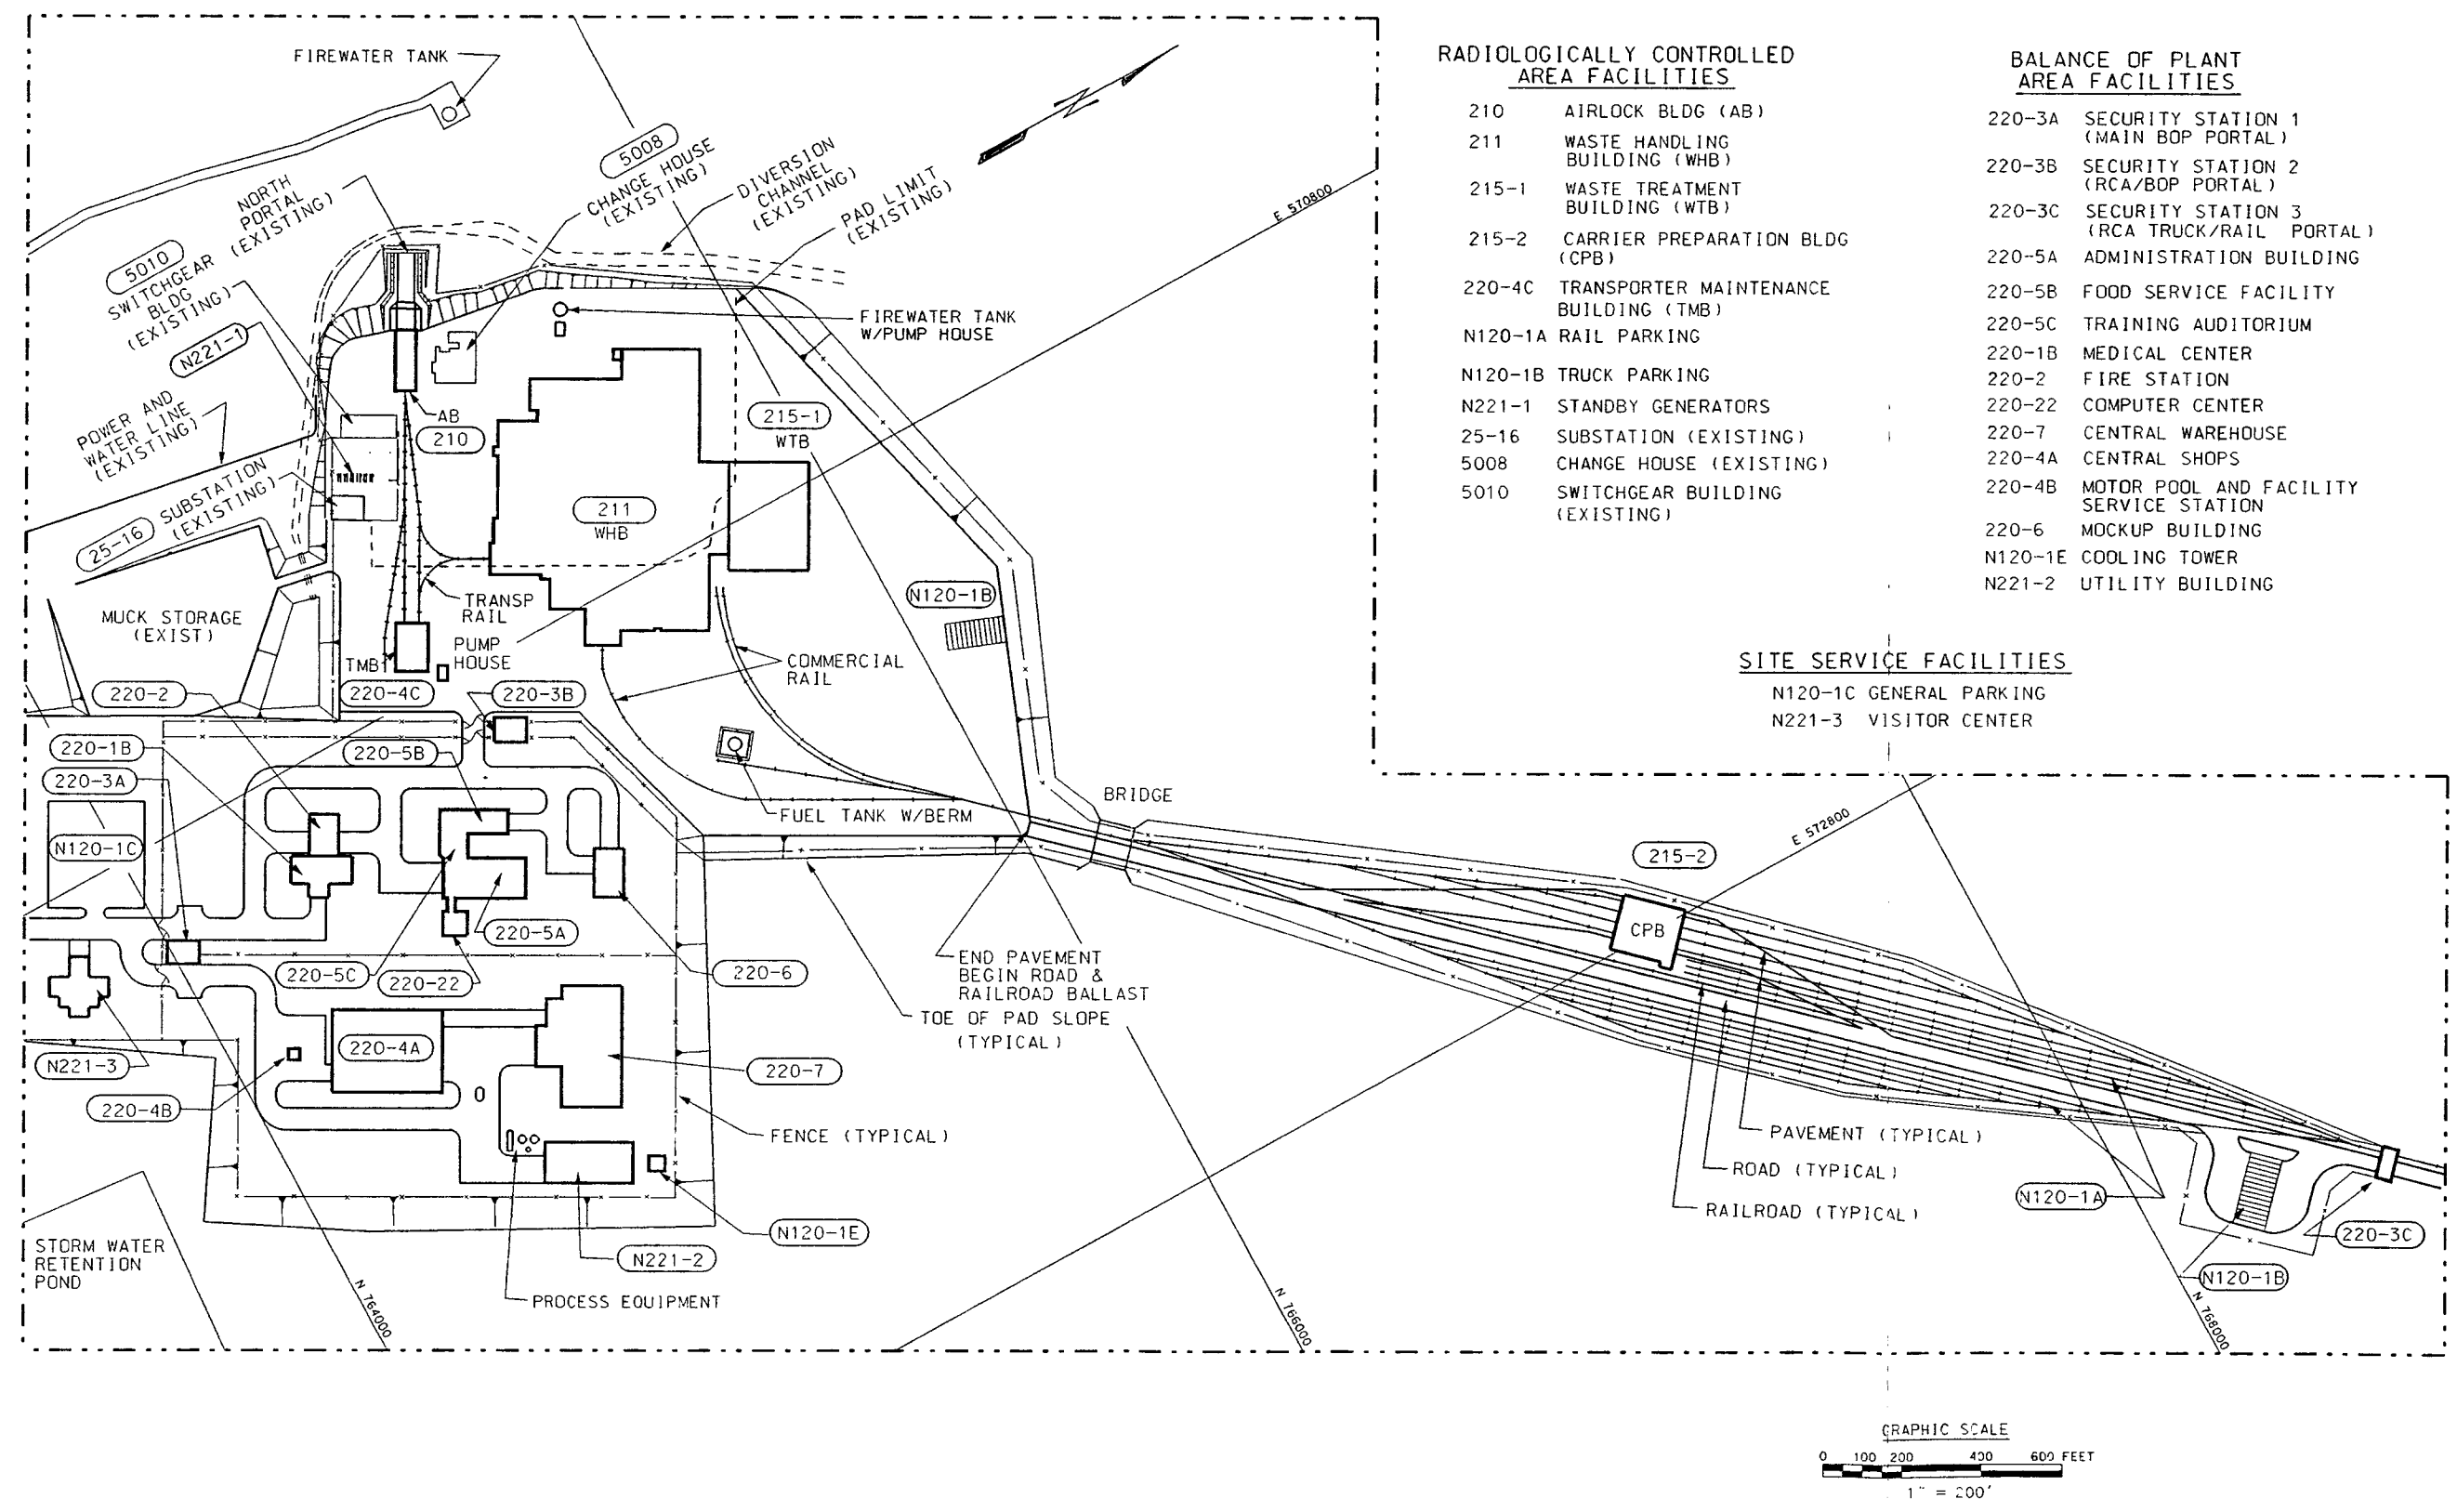 FIREWATER TANK
5008
CHANGE HOUSE
(EXISTING)
DIVERSION
CHANNEL
(EXISTING)
PAD LIMIT
(EXISTING)
N
E 570800
NORTH
PORTAL
(EXISTING)
5010
SWITCHGEAR
BLDG
(EXISTING)
N221-1
POWER AND
WATER LINE
(EXISTING)
25-16
SUBSTATION
(EXISTING)
FIREWATER TANK
W/PUMP HOUSE
AB
210
215-1
WTB
211
WHB
N120-1B
MUCK STORAGE
(EXIST)
TRANSP
RAIL
PUMP
HOUSE
TMB
COMMERCIAL
RAIL
220-2
220-4C
220-3B
220-1B
220-5B
220-3A
N120-1C
FUEL TANK W/BERM
BRIDGE
215-2
E 572800
CPB
220-5A
220-5C
220-22
220-6
END PAVEMENT
BEGIN ROAD &
RAILROAD BALLAST
TOE OF PAD SLOPE
(TYPICAL)
N221-3
220-4A
220-7
220-4B
FENCE (TYPICAL)
PAVEMENT (TYPICAL)
ROAD (TYPICAL)
RAILROAD (TYPICAL)
N120-1A
220-3C
N120-1B
N120-1E
N221-2
STORM WATER
RETENTION
POND
PROCESS EQUIPMENT
N 764000
N 766000
N 768000
RADIOLOGICALLY CONTROLLED
AREA FACILITIES
210 AIRLOCK BLDG (AB)
211 WASTE HANDLING
BUILDING (WHB)
215-1 WASTE TREATMENT
BUILDING (WTB)
215-2 CARRIER PREPARATION BLDG
(CPB)
220-4C TRANSPORTER MAINTENANCE
BUILDING (TMB)
N120-1A RAIL PARKING
N120-1B TRUCK PARKING
N221-1 STANDBY GENERATORS
25-16 SUBSTATION (EXISTING)
5008 CHANGE HOUSE (EXISTING)
5010 SWITCHGEAR BUILDING
(EXISTING)
BALANCE OF PLANT
AREA FACILITIES
220-3A SECURITY STATION 1
(MAIN BOP PORTAL)
220-3B SECURITY STATION 2
(RCA/BOP PORTAL)
220-3C SECURITY STATION 3
(RCA TRUCK/RAIL PORTAL)
220-5A ADMINISTRATION BUILDING
220-5B FOOD SERVICE FACILITY
220-5C TRAINING AUDITORIUM
220-1B MEDICAL CENTER
220-2 FIRE STATION
220-22 COMPUTER CENTER
220-7 CENTRAL WAREHOUSE
220-4A CENTRAL SHOPS
220-4B MOTOR POOL AND FACILITY
SERVICE STATION
220-6 MOCKUP BUILDING
N120-1E COOLING TOWER
N221-2 UTILITY BUILDING
SITE SERVICE FACILITIES
N120-1C GENERAL PARKING
N221-3 VISITOR CENTER
GRAPHIC SCALE
0 100 200 400 600 FEET
1" = 200'